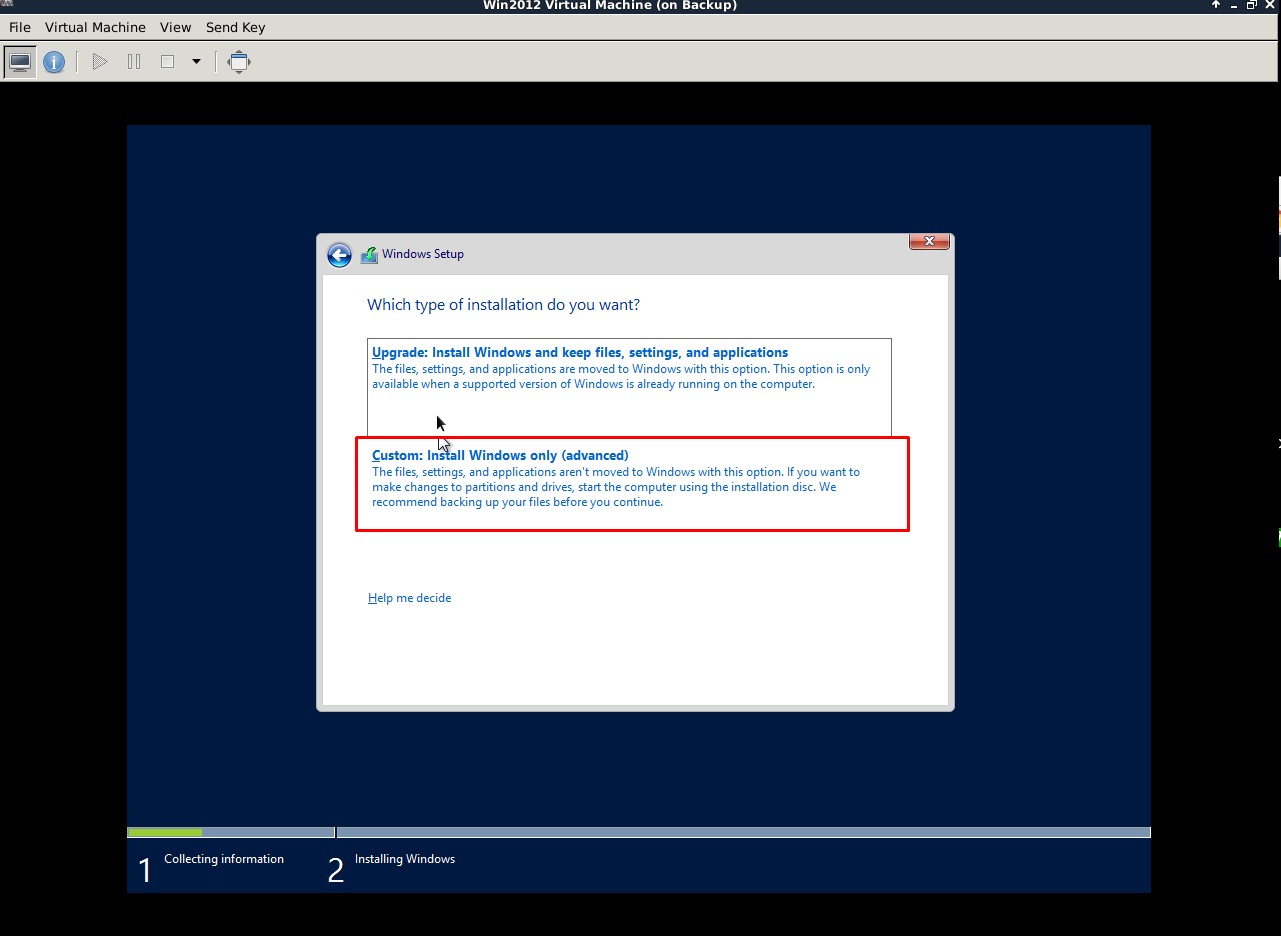 Win2012 Virtual Machine (on Backup)
File Virtual Machine View Send Key
Windows Setup
Which type of installation do you want?
Upgrade: Install Windows and keep files, settings, and applications
The files, settings, and applications are moved to Windows with this option. This option is only
available when a supported version of Windows is already running on the computer.
Custom: Install Windows only (advanced)
The files, settings, and applications aren't moved to Windows with this option. If you want to
make changes to partitions and drives, start the computer using the installation disc. We
recommend backing up your files before you continue.
Help me decide
1 Collecting information 2 Installing Windows